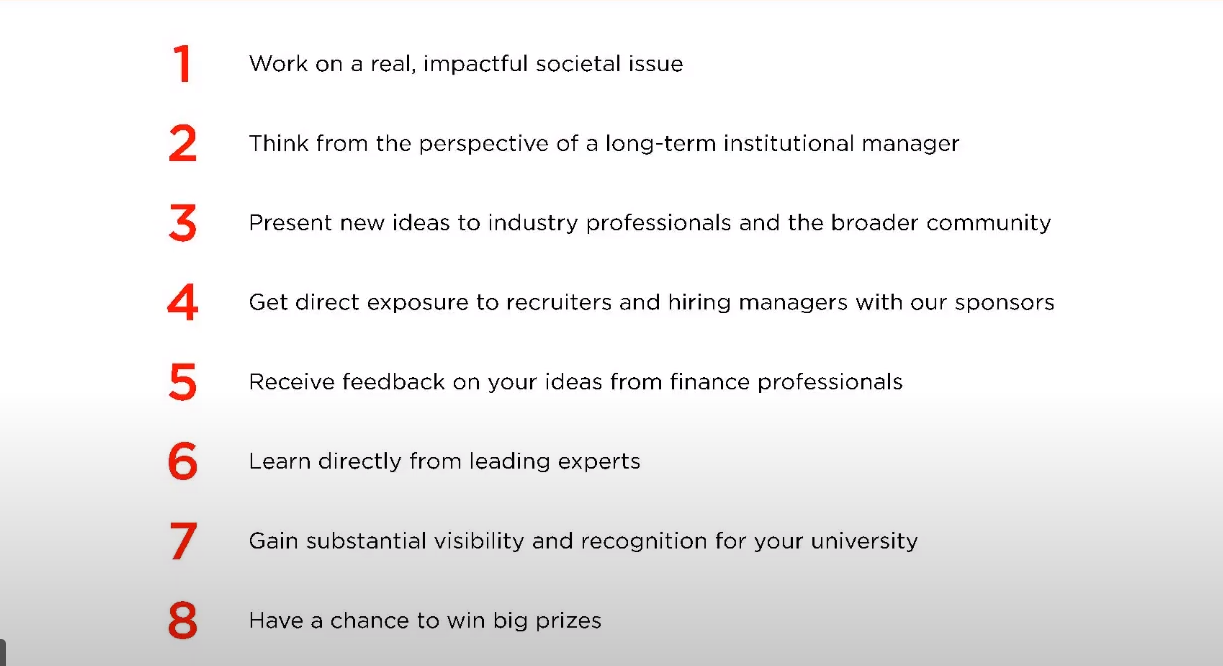 1 Work on a real, impactful societal issue
2 Think from the perspective of a long-term institutional manager
3 Present new ideas to industry professionals and the broader community
4 Get direct exposure to recruiters and hiring managers with our sponsors
5 Receive feedback on your ideas from finance professionals
6 Learn directly from leading experts
7 Gain substantial visibility and recognition for your university
8 Have a chance to win big prizes